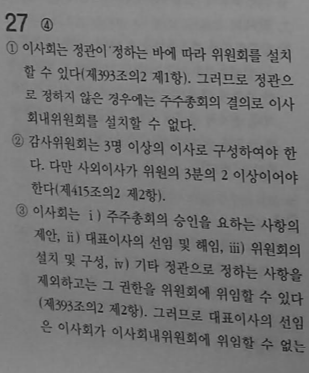 27 ④
① 이사회는 정관이 정하는 바에 따라 위원회를 설치
할 수 있다(제393조의2 제1항). 그러므로 정관으
로 정하지 않은 경우에는 주주총회의 결의로 이사
회내위원회를 설치할 수 없다.
② 감사위원회는 3명 이상의 이사로 구성하여야 한
다. 다만 사외이사가 위원의 3분의 2 이상이어야
한다(제415조의2 제2항).
③ 이사회는 ⅰ) 주주총회의 승인을 요하는 사항의
제안, ⅱ) 대표이사의 선임 및 해임, ⅲ) 위원회의
설치 및 구성, ⅳ) 기타 정관으로 정하는 사항을
제외하고는 그 권한을 위원회에 위임할 수 있다
(제393조의2 제2항). 그러므로 대표이사의 선임
은 이사회가 이사회내위원회에 위임할 수 없는